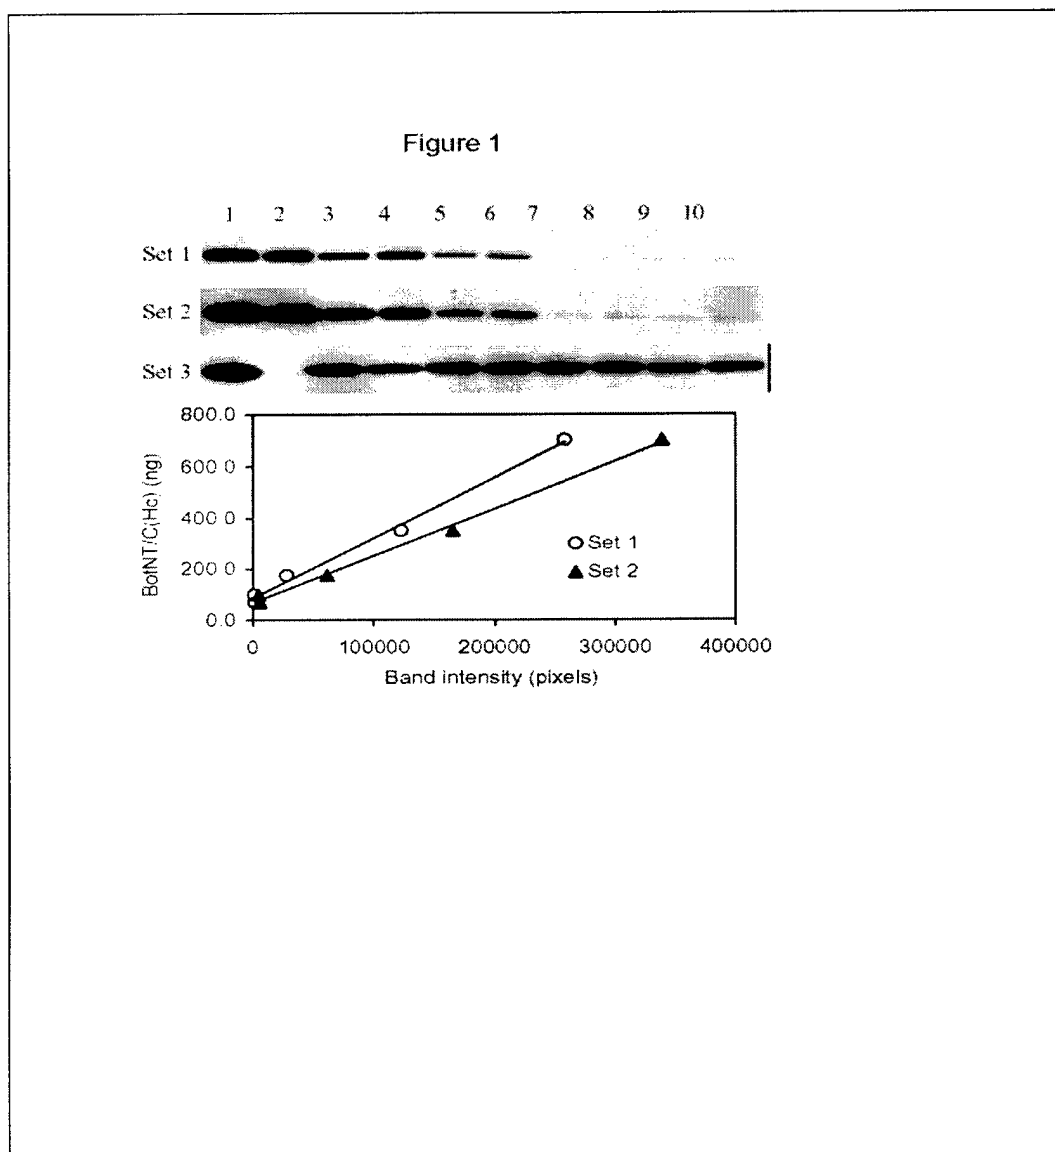 Figure 1
1 2 3 4 5 6 7 8 9 10
Set 1
Set 2
Set 3
800.0
600 0
400 0
200 0
0.0
BotNT/C(Hc) (ng)
Set 1
Set 2
0 100000 200000 300000 400000
Band intensity (pixels)